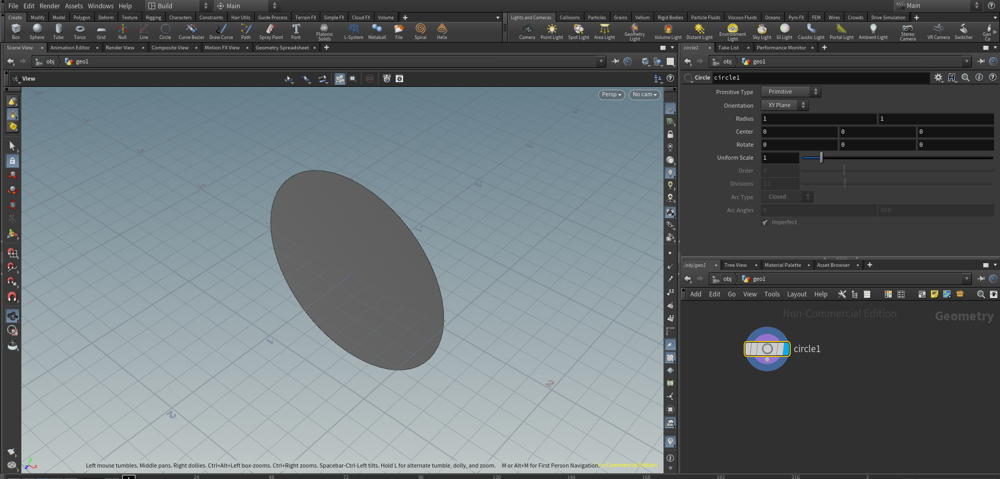 File Edit Render Assets Windows Help Build Main Main
Create Modify Model Polygon Deform Texture Rigging Characters Constraints Hair Utils Guide Process Terrain FX Simple FX Cloud FX Volume
Lights and Cameras Collisions Particles Grains Vellum Rigid Bodies Particle Fluids Viscous Fluids Oceans Pyro FX FEM Wires Crowds Drive Simulation
Box Sphere Tube Torus Grid Null Line Circle Curve Bezier Draw Curve Path Spray Paint Font Platonic Solids L-System Metaball File Spiral Helix
Camera Point Light Spot Light Area Light Geometry Light Volume Light Distant Light Environment Light Sky Light GI Light Caustic Light Portal Light Ambient Light Stereo Camera VR Camera Switcher Gan Ca
Scene View Animation Editor Render View Composite View Motion FX View Geometry Spreadsheet
circle1 Take List Performance Monitor
obj geo1
obj geo1
View
Circle circle1
Persp No cam
Primitive Type Primitive
Orientation XY Plane
Radius 1 1
Center 0 0 0
Rotate 0 0 0
Uniform Scale 1
Order 4
Divisions 12
Arc Type Closed
Arc Angles 0 360
Imperfect
/obj/geo1 Tree View Material Palette Asset Browser
obj geo1
Add Edit Go View Tools Layout Help
Non-Commercial Edition Geometry
circle1
12
12
1
2
2
y
z x
Left mouse tumbles. Middle pans. Right dollies. Ctrl+Alt+Left box-zooms. Ctrl+Right zooms. Spacebar-Ctrl-Left tilts. Hold L for alternate tumble, dolly, and zoom. M or Alt+M for First Person Navigation.
n-Commercial Edition
1 24 48 72 96 120 144 168 192 216 2